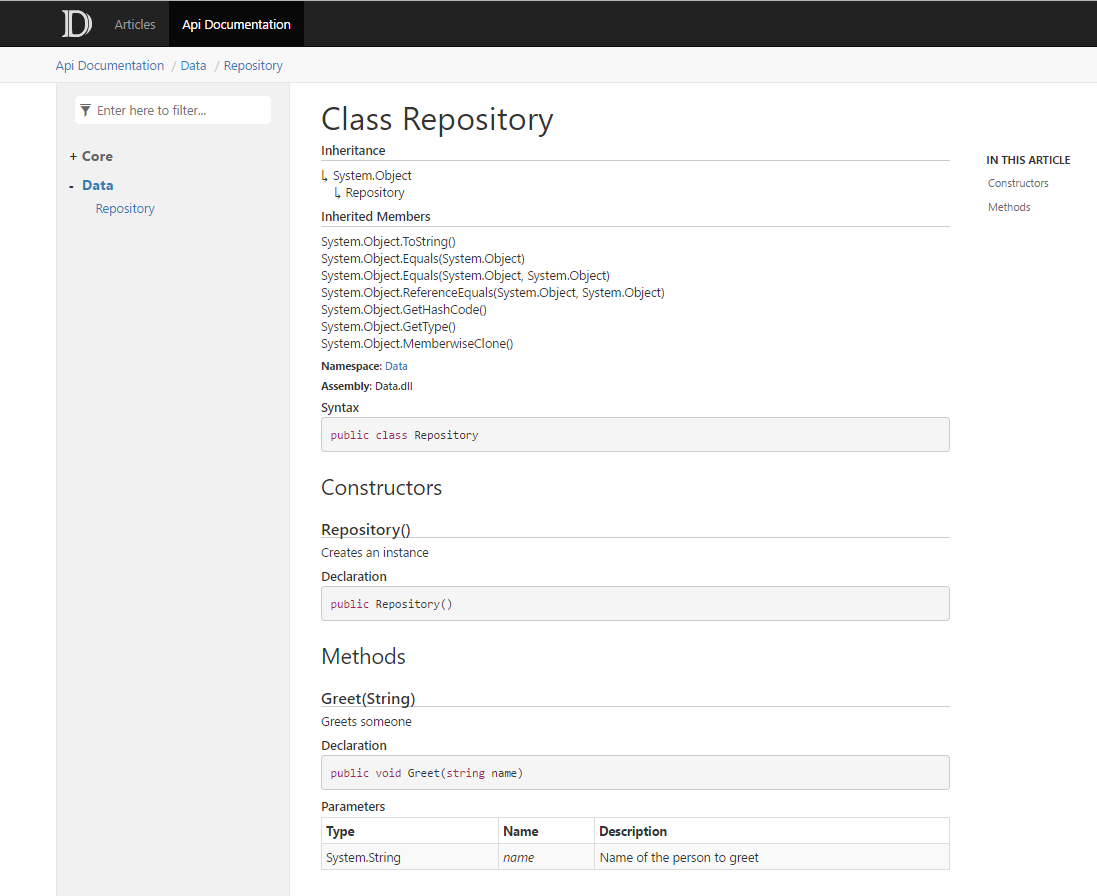 D Articles Api Documentation
Api Documentation / Data / Repository
Enter here to filter...
+ Core
- Data
Repository
Class Repository
Inheritance
↳ System.Object
↳ Repository
Inherited Members
System.Object.ToString()
System.Object.Equals(System.Object)
System.Object.Equals(System.Object, System.Object)
System.Object.ReferenceEquals(System.Object, System.Object)
System.Object.GetHashCode()
System.Object.GetType()
System.Object.MemberwiseClone()
Namespace: Data
Assembly: Data.dll
Syntax
public class Repository
Constructors
Repository()
Creates an instance
Declaration
public Repository()
Methods
Greet(String)
Greets someone
Declaration
public void Greet(string name)
Parameters
Type Name Description
System.String name Name of the person to greet
IN THIS ARTICLE
Constructors
Methods